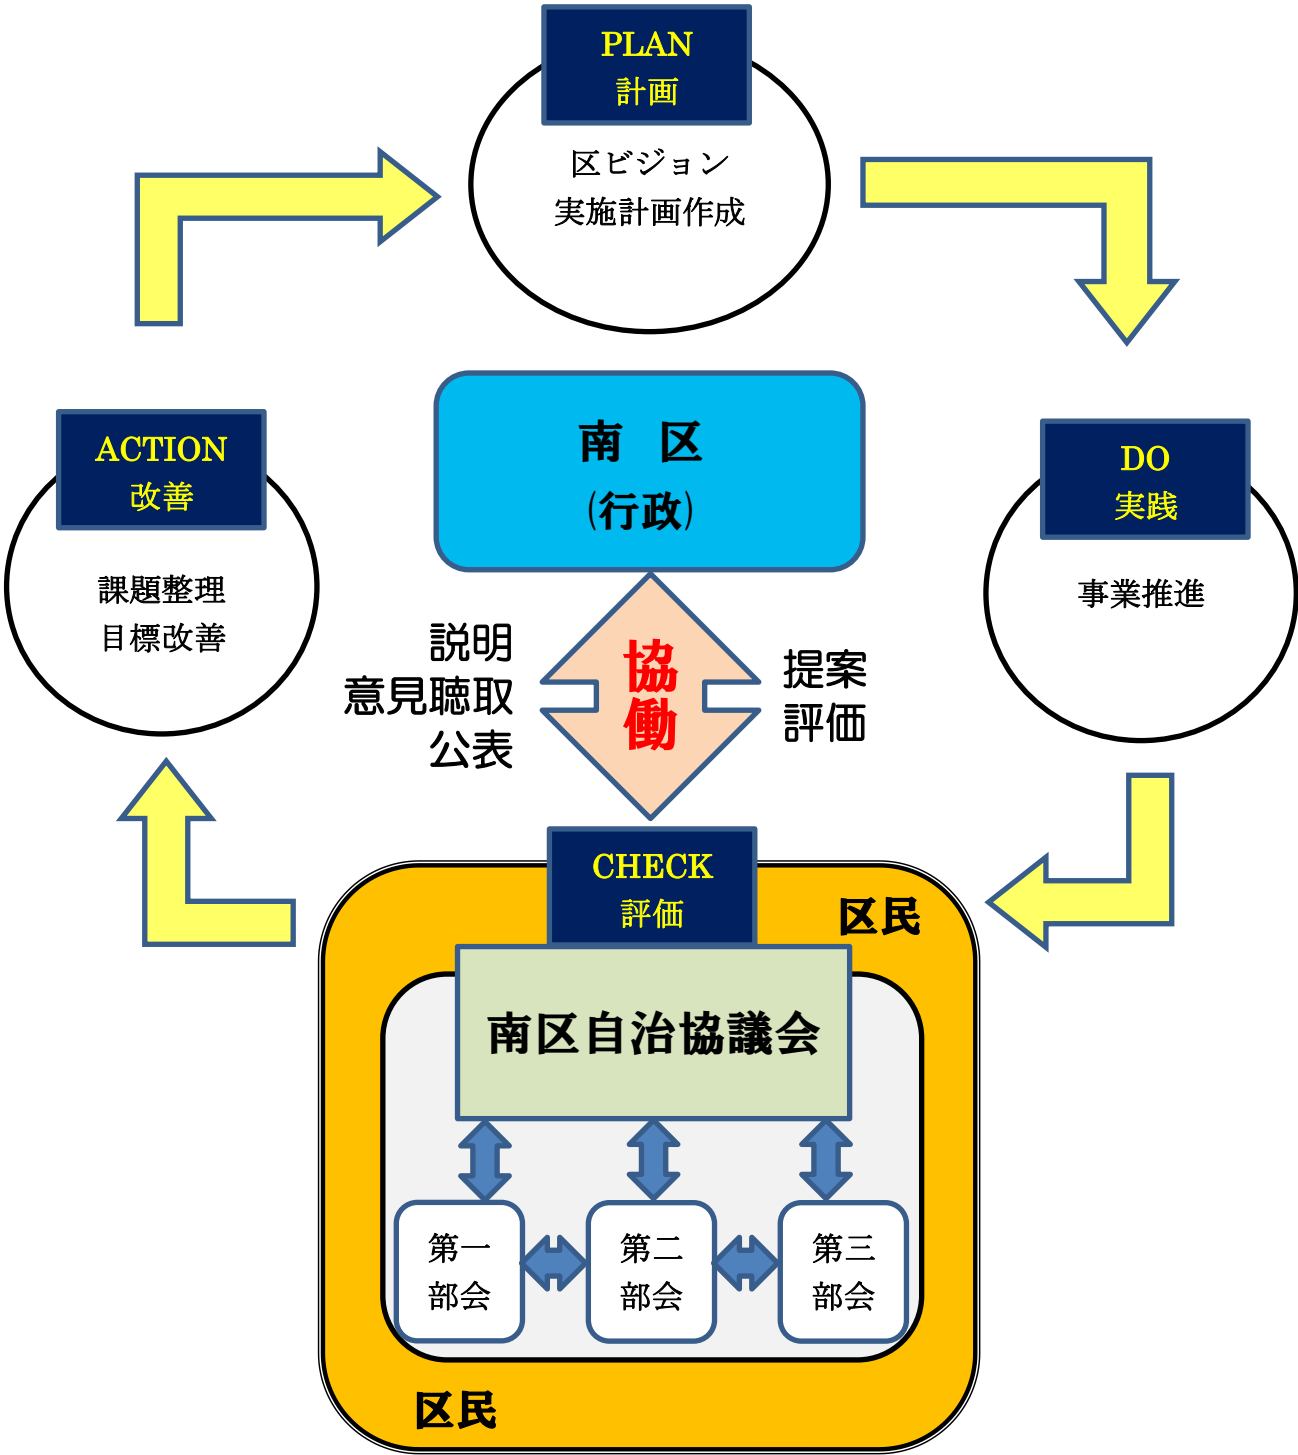 PLAN
計画
区ビジョン
実施計画作成
南 区
(行政)
ACTION
改善
課題整理
目標改善
DO
実践
事業推進
説明
意見聴取
公表
協
働
提案
評価
CHECK
評価
区民
南区自治協議会
第一
部会
第二
部会
第三
部会
区民